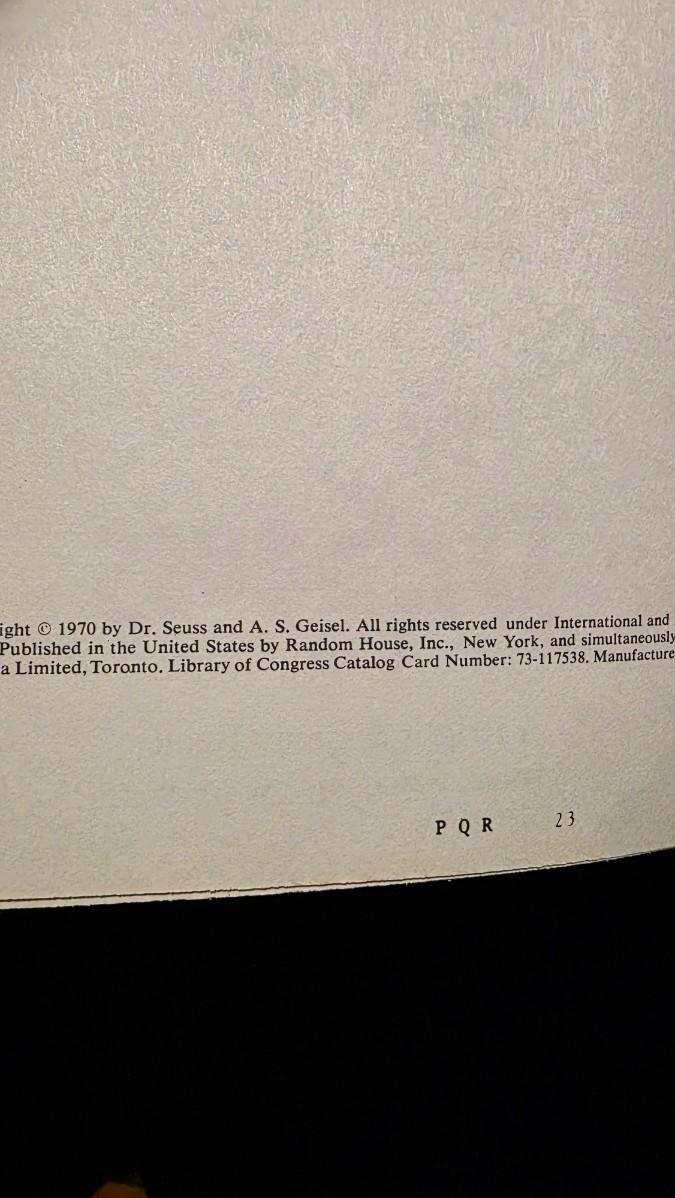 ight © 1970 by Dr. Seuss and A. S. Geisel. All rights reserved under International and
Published in the United States by Random House, Inc., New York, and simultaneously
a Limited, Toronto. Library of Congress Catalog Card Number: 73-117538. Manufacture
P Q R 23